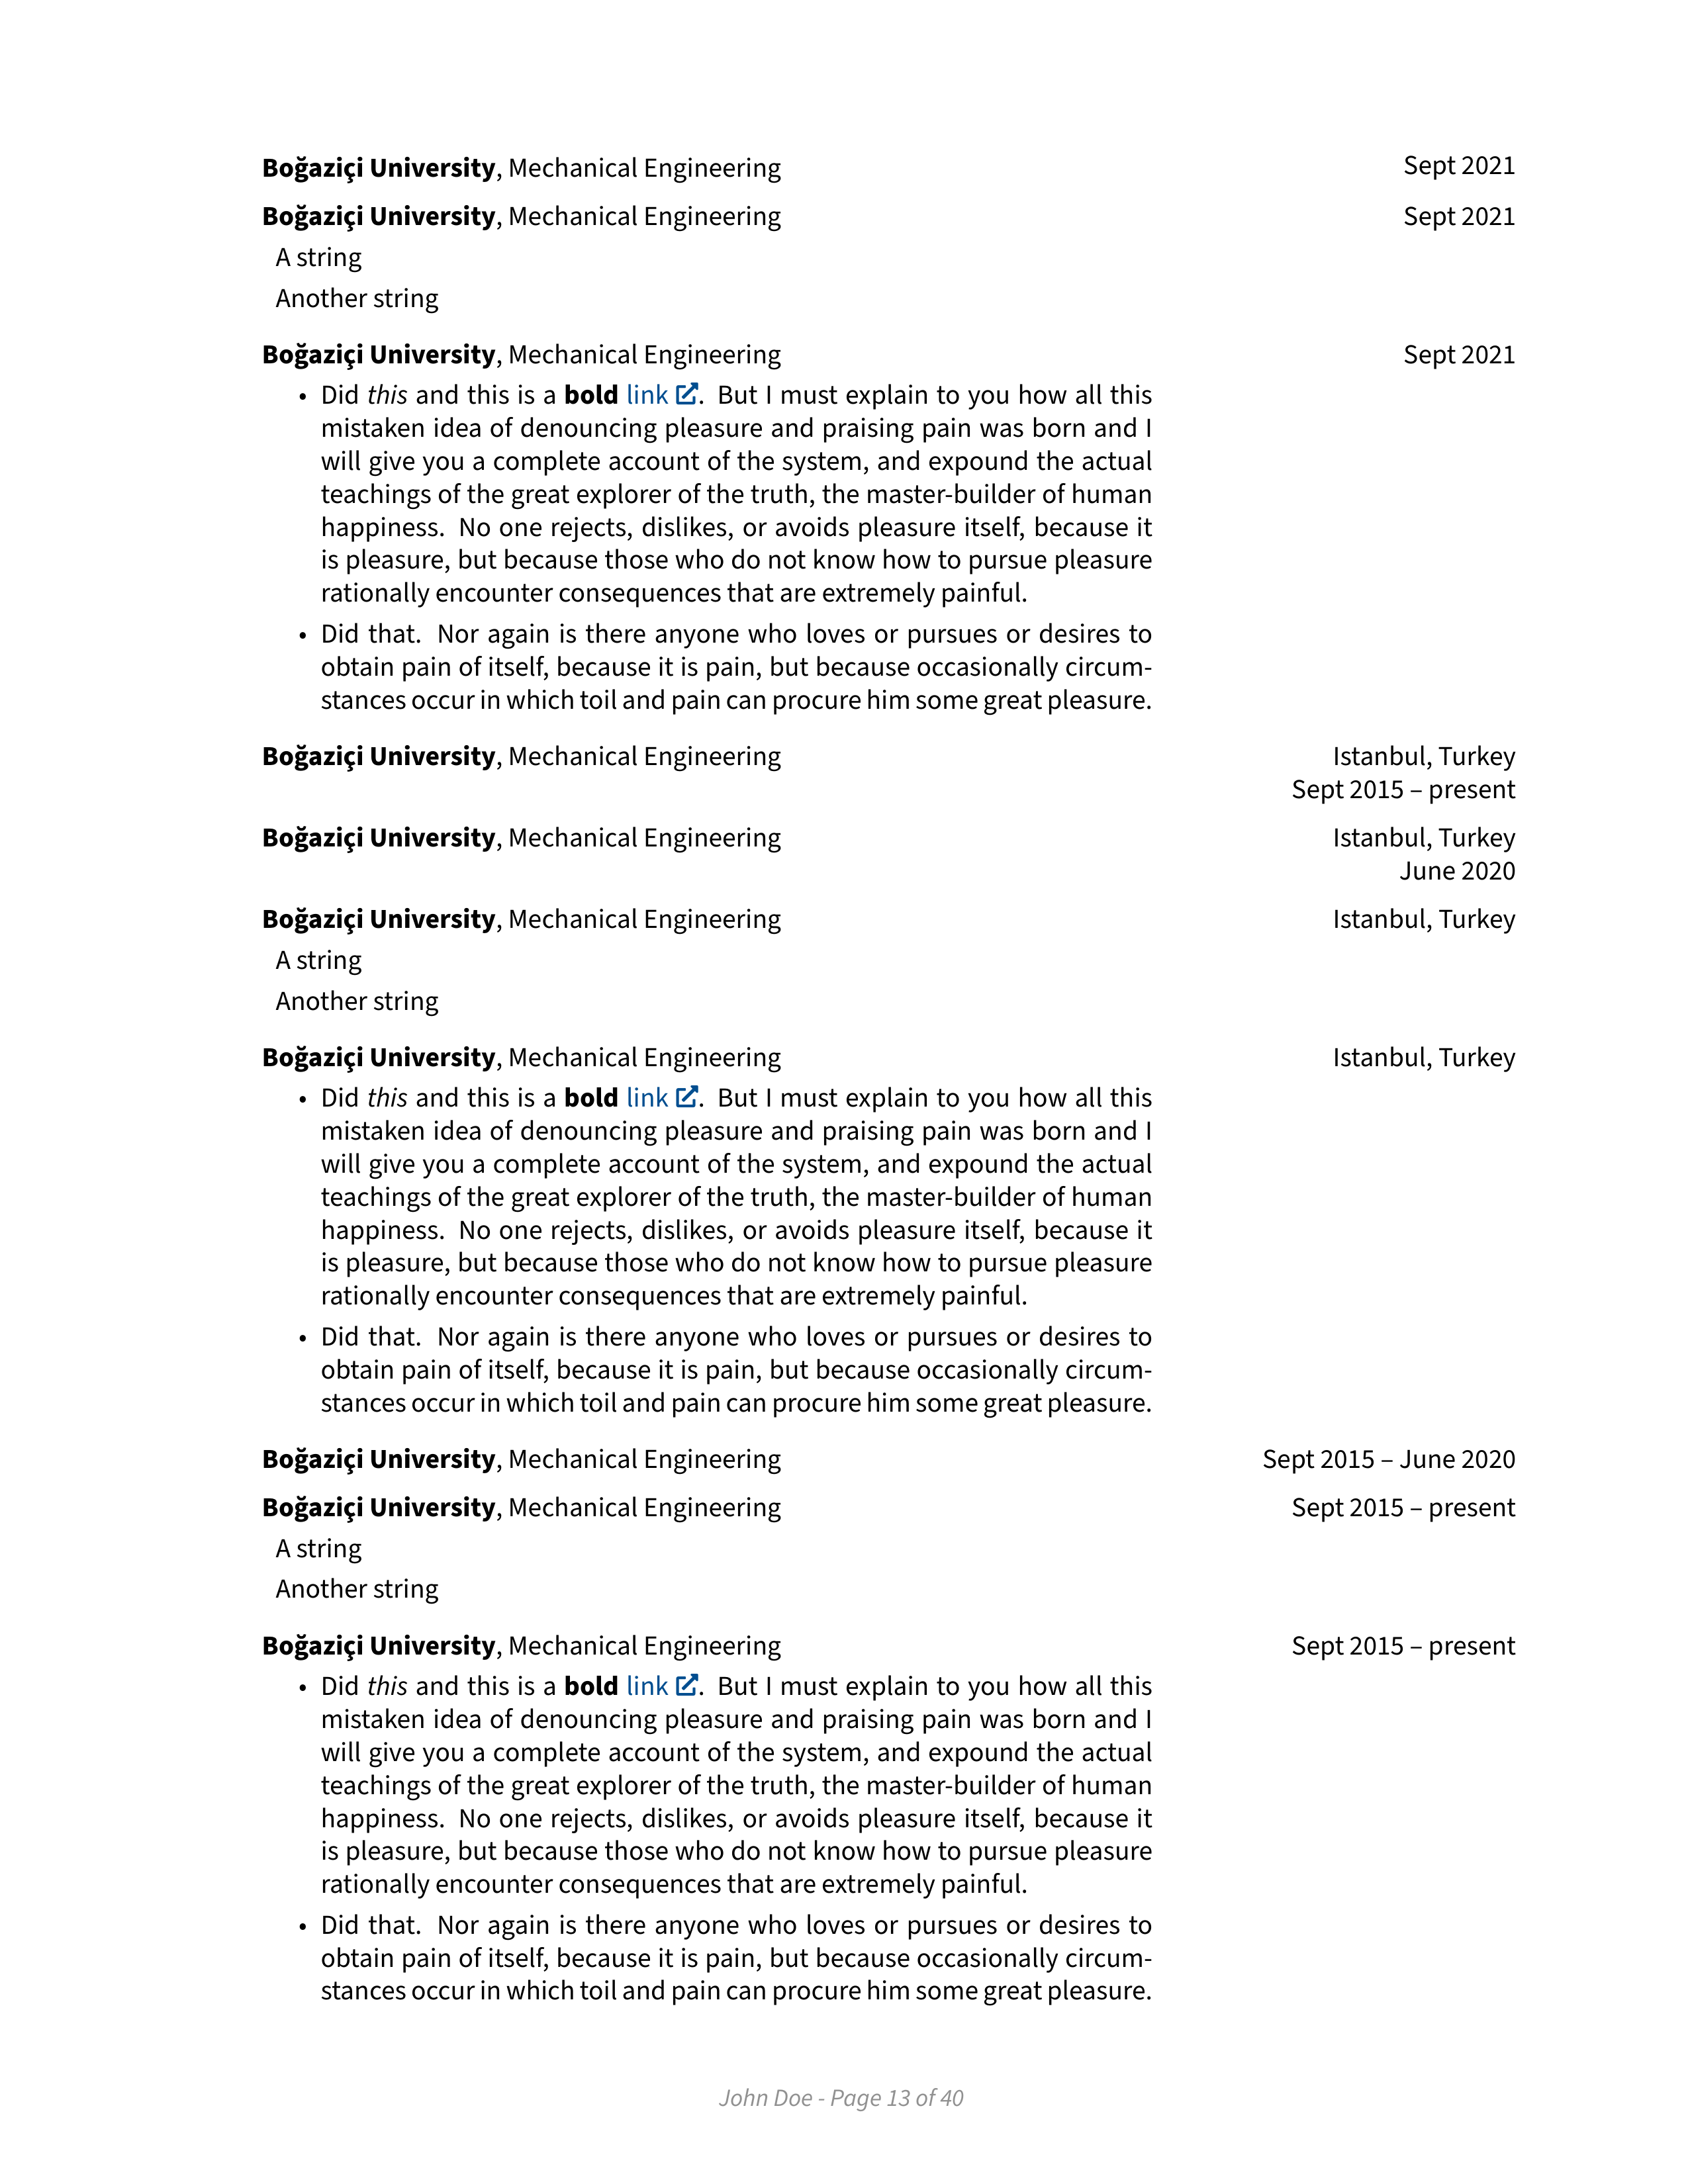 Boğaziçi University, Mechanical Engineering Sept 2021
Boğaziçi University, Mechanical Engineering Sept 2021
A string
Another string
Boğaziçi University, Mechanical Engineering Sept 2021
• Did this and this is a bold link. But I must explain to you how all this
mistaken idea of denouncing pleasure and praising pain was born and I
will give you a complete account of the system, and expound the actual
teachings of the great explorer of the truth, the master-builder of human
happiness. No one rejects, dislikes, or avoids pleasure itself, because it
is pleasure, but because those who do not know how to pursue pleasure
rationally encounter consequences that are extremely painful.
• Did that. Nor again is there anyone who loves or pursues or desires to
obtain pain of itself, because it is pain, but because occasionally circum-
stances occur in which toil and pain can procure him some great pleasure.
Boğaziçi University, Mechanical Engineering Istanbul, Turkey
Sept 2015 – present
Boğaziçi University, Mechanical Engineering Istanbul, Turkey
June 2020
Boğaziçi University, Mechanical Engineering Istanbul, Turkey
A string
Another string
Boğaziçi University, Mechanical Engineering Istanbul, Turkey
• Did this and this is a bold link. But I must explain to you how all this
mistaken idea of denouncing pleasure and praising pain was born and I
will give you a complete account of the system, and expound the actual
teachings of the great explorer of the truth, the master-builder of human
happiness. No one rejects, dislikes, or avoids pleasure itself, because it
is pleasure, but because those who do not know how to pursue pleasure
rationally encounter consequences that are extremely painful.
• Did that. Nor again is there anyone who loves or pursues or desires to
obtain pain of itself, because it is pain, but because occasionally circum-
stances occur in which toil and pain can procure him some great pleasure.
Boğaziçi University, Mechanical Engineering Sept 2015 – June 2020
Boğaziçi University, Mechanical Engineering Sept 2015 – present
A string
Another string
Boğaziçi University, Mechanical Engineering Sept 2015 – present
• Did this and this is a bold link. But I must explain to you how all this
mistaken idea of denouncing pleasure and praising pain was born and I
will give you a complete account of the system, and expound the actual
teachings of the great explorer of the truth, the master-builder of human
happiness. No one rejects, dislikes, or avoids pleasure itself, because it
is pleasure, but because those who do not know how to pursue pleasure
rationally encounter consequences that are extremely painful.
• Did that. Nor again is there anyone who loves or pursues or desires to
obtain pain of itself, because it is pain, but because occasionally circum-
stances occur in which toil and pain can procure him some great pleasure.
John Doe - Page 13 of 40